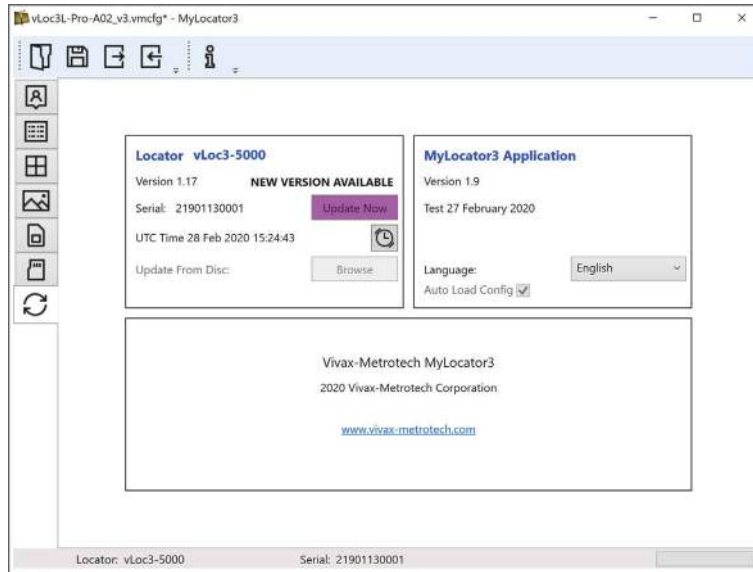 vLoc3L-Pro-A02_v3.vmcfg* - MyLocator3
Locator vLoc3-5000
Version 1.17 NEW VERSION AVAILABLE
Serial: 21901130001 Update Now
UTC Time 28 Feb 2020 15:24:43
Update From Disc: Browse
MyLocator3 Application
Version 1.9
Test 27 February 2020
Language: English
Auto Load Config
Vivax-Metrotech MyLocator3
2020 Vivax-Metrotech Corporation
www.vivax-metrotech.com
Locator: vLoc3-5000 Serial: 21901130001